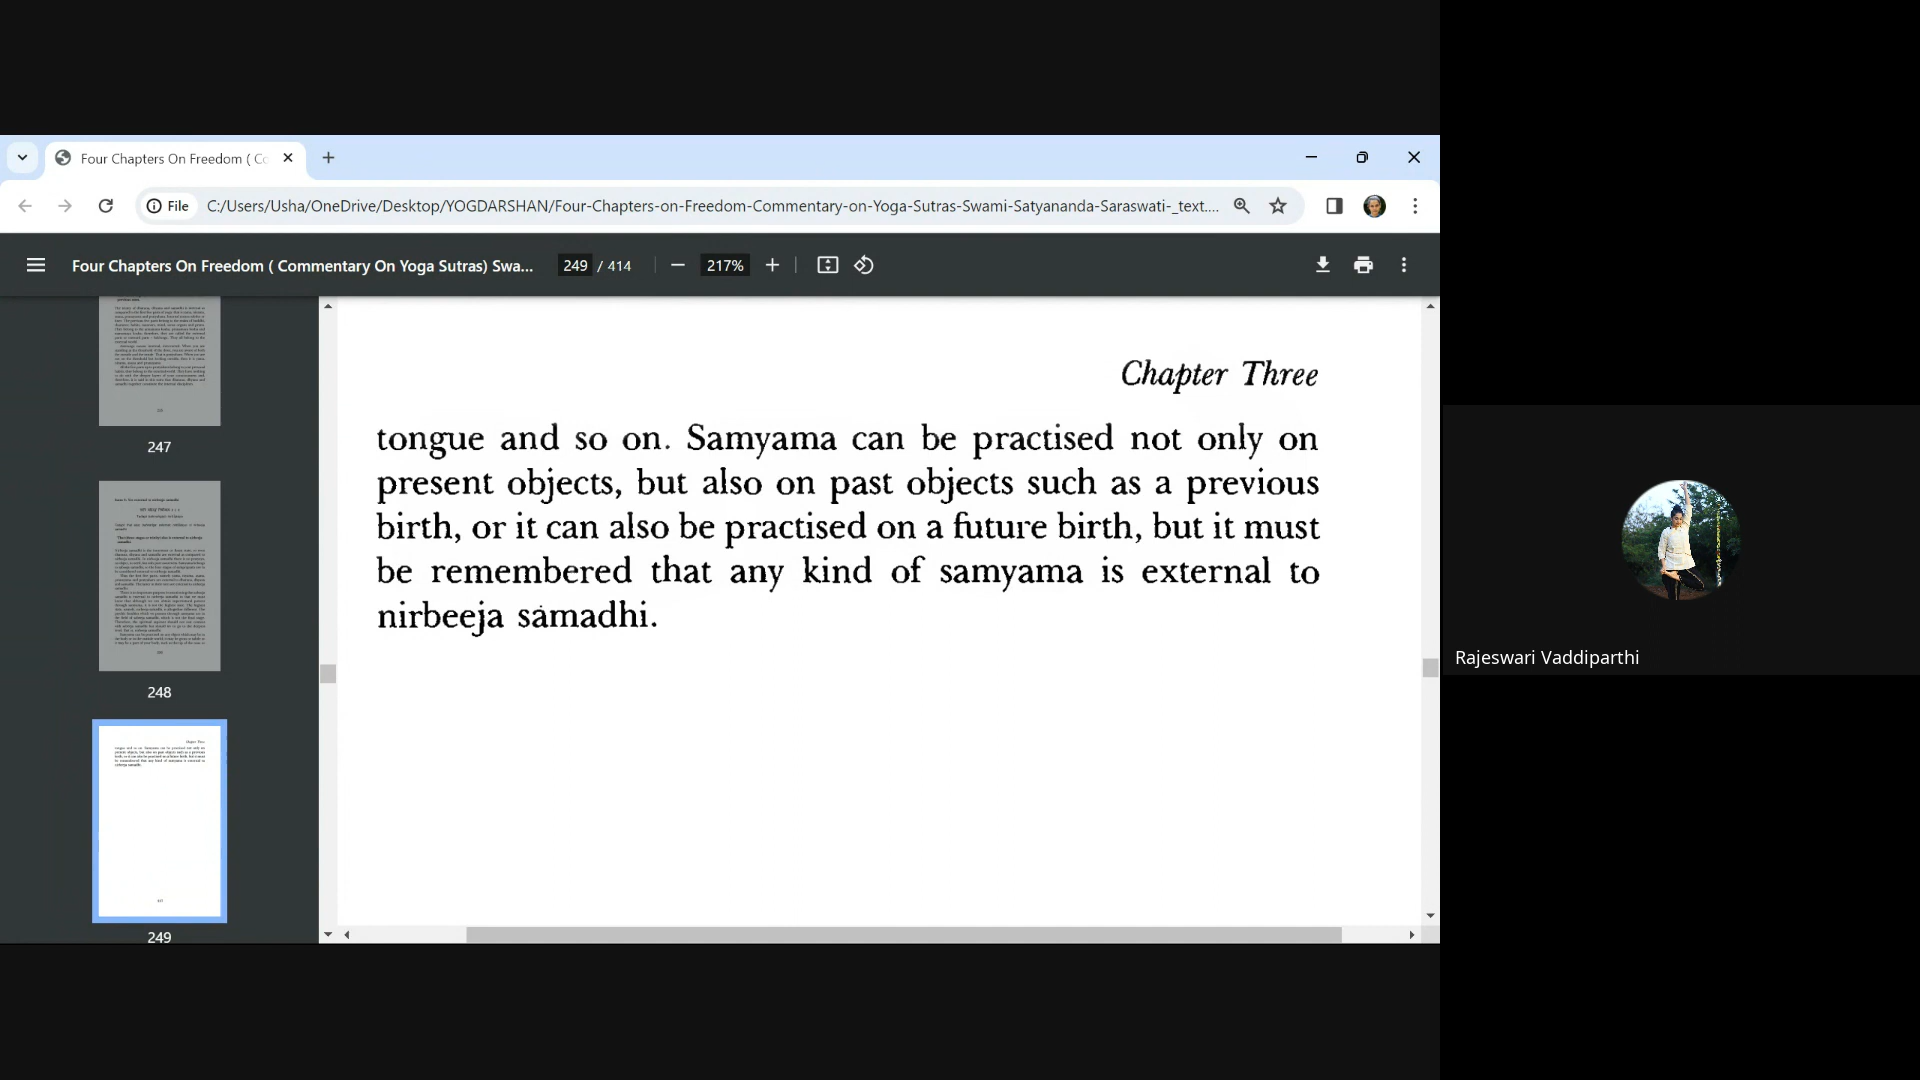 Four Chapters On Freedom ( Co
File
C:/Users/Usha/OneDrive/Desktop/YOGDARSHAN/Four-Chapters-on-Freedom-Commentary-on-Yoga-Sutras-Swami-Satyananda-Saraswati-_text....
Four Chapters On Freedom ( Commentary On Yoga Sutras) Swa...
249 / 414
217%
247
248
249
Chapter Three
tongue and so on. Samyama can be practised not only on
present objects, but also on past objects such as a previous
birth, or it can also be practised on a future birth, but it must
be remembered that any kind of samyama is external to
nirbeeja samadhi.
Rajeswari Vaddiparthi